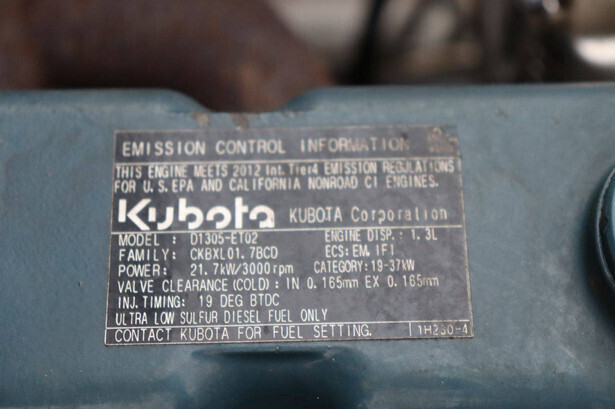 EMISSION CONTROL INFORMATION
THIS ENGINE MEETS 2012 Int. Tier4 EMISSION REGULATIONS
FOR U.S. EPA AND CALIFORNIA NONROAD CI ENGINES.
Kubota KUBOTA Corporation
MODEL : D1305-ET02 ENGINE DISP.: 1.3L
FAMILY: CKBXL01.7BCD ECS: EM, IFI
POWER: 21.7kW/3000rpm CATEGORY: 19-37kW
VALVE CLEARANCE (COLD) : IN 0.165mm EX 0.165mm
INJ. TIMING: 19 DEG BTDC
ULTRA LOW SULFUR DIESEL FUEL ONLY
CONTACT KUBOTA FOR FUEL SETTING. 1H230-4